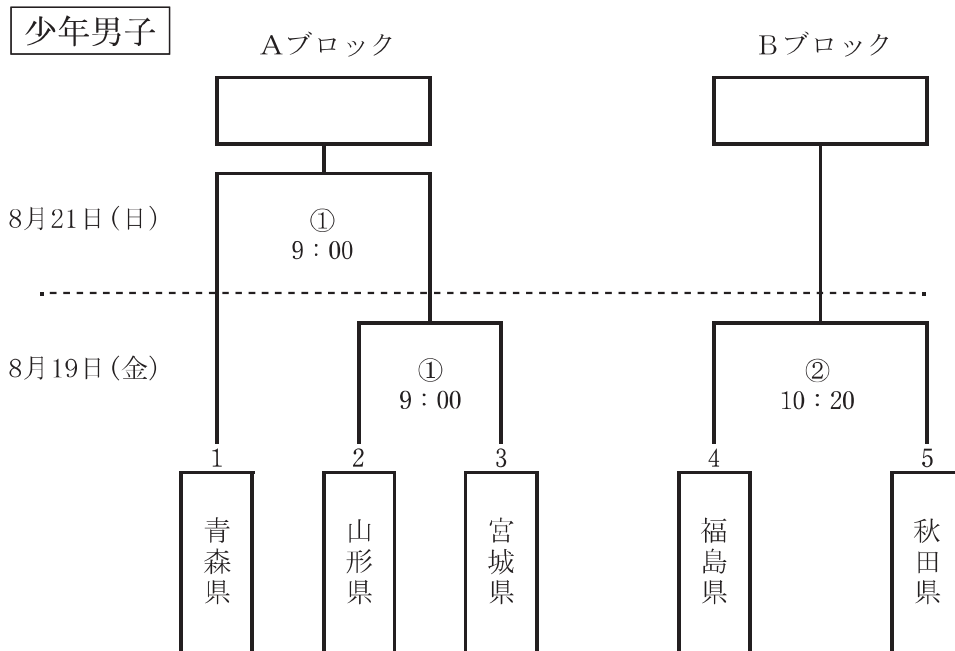 少年男子
Aブロック
Bブロック
8月21日(日)
①
9:00
8月19日(金)
①
9:00
②
10:20
1
2
3
4
5
青森県
山形県
宮城県
福島県
秋田県